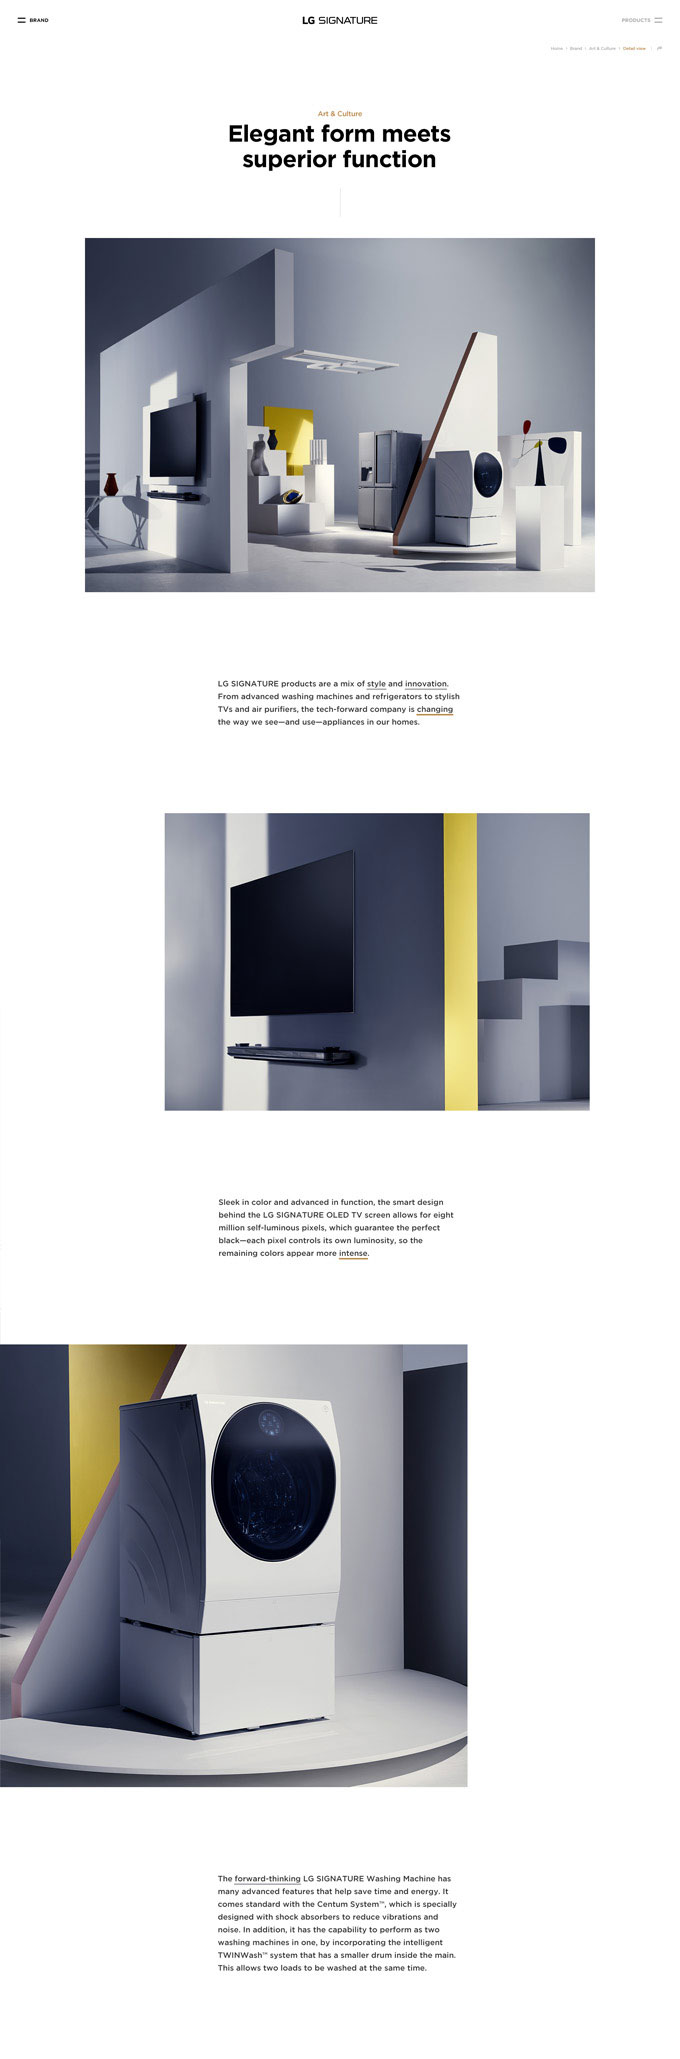 BRAND
LG SIGNATURE
PRODUCTS
Home > Brand > Art & Culture > Detail view
Art & Culture
Elegant form meets
superior function
LG SIGNATURE products are a mix of style and innovation.
From advanced washing machines and refrigerators to stylish
TVs and air purifiers, the tech-forward company is changing
the way we see—and use—appliances in our homes.
Sleek in color and advanced in function, the smart design
behind the LG SIGNATURE OLED TV screen allows for eight
million self-luminous pixels, which guarantee the perfect
black—each pixel controls its own luminosity, so the
remaining colors appear more intense.
The forward-thinking LG SIGNATURE Washing Machine has
many advanced features that help save time and energy. It
comes standard with the Centum System™, which is specially
designed with shock absorbers to reduce vibrations and
noise. In addition, it has the capability to perform as two
washing machines in one, by incorporating the intelligent
TWINWash™ system that has a smaller drum inside the main.
This allows two loads to be washed at the same time.